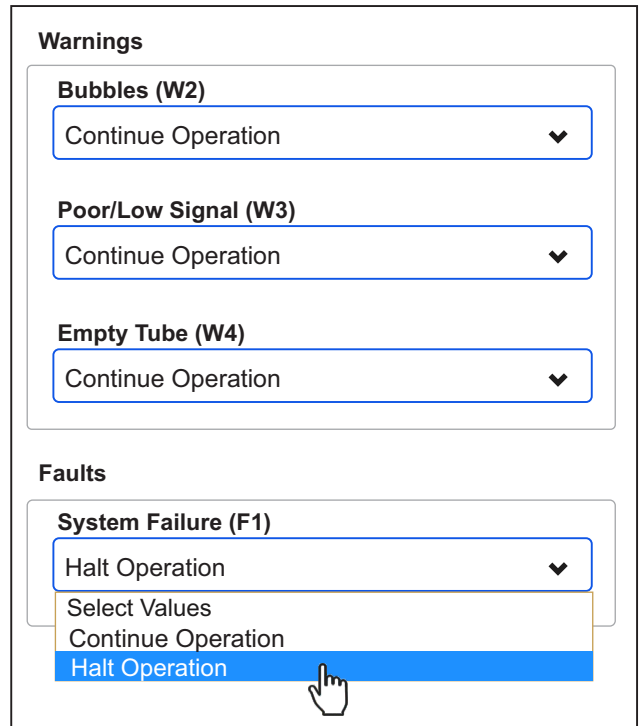 Warnings
Bubbles (W2)
Continue Operation
Poor/Low Signal (W3)
Continue Operation
Empty Tube (W4)
Continue Operation
Faults
System Failure (F1)
Halt Operation
Select Values
Continue Operation
Halt Operation